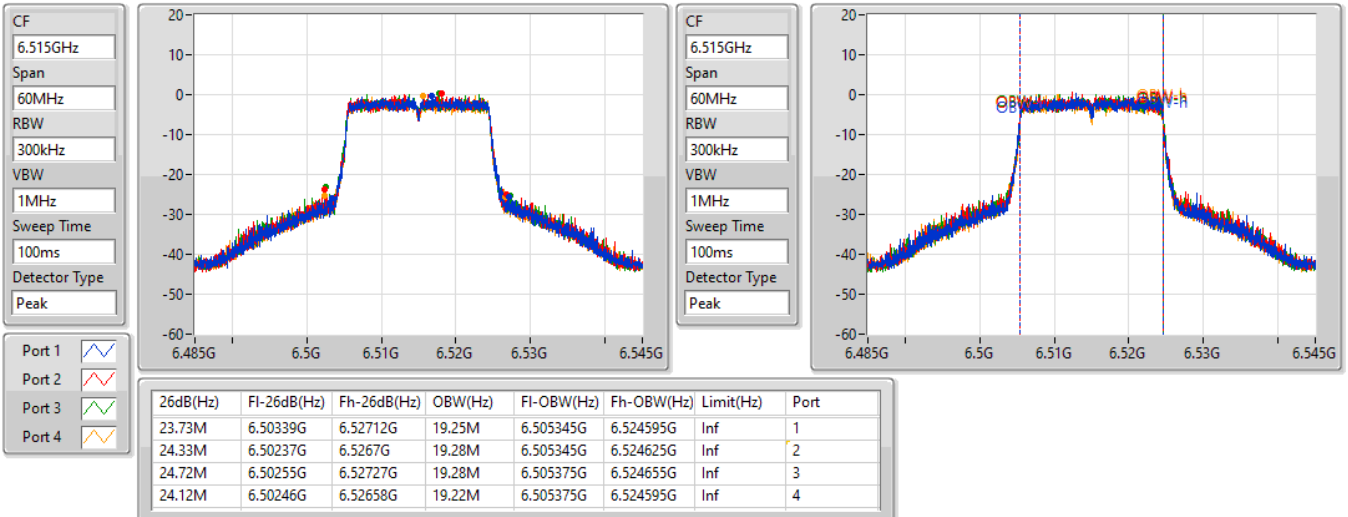 CF
6.515GHz
Span
60MHz
RBW
300kHz
VBW
1MHz
Sweep Time
100ms
Detector Type
Peak
20
10
0
-10
-20
-30
-40
-50
-60
6.485G 6.5G 6.51G 6.52G 6.53G 6.545G
CF
6.515GHz
Span
60MHz
RBW
300kHz
VBW
1MHz
Sweep Time
100ms
Detector Type
Peak
20
10
0
-10
-20
-30
-40
-50
-60
OBW-h
6.485G 6.5G 6.51G 6.52G 6.53G 6.545G
Port 1
Port 2
Port 3
Port 4
26dB(Hz) Fl-26dB(Hz) Fh-26dB(Hz) OBW(Hz) Fl-OBW(Hz) Fh-OBW(Hz) Limit(Hz) Port
23.73M 6.50339G 6.52712G 19.25M 6.505345G 6.524595G Inf 1
24.33M 6.50237G 6.5267G 19.28M 6.505345G 6.524625G Inf 2
24.72M 6.50255G 6.52727G 19.28M 6.505375G 6.524655G Inf 3
24.12M 6.50246G 6.52658G 19.22M 6.505375G 6.524595G Inf 4